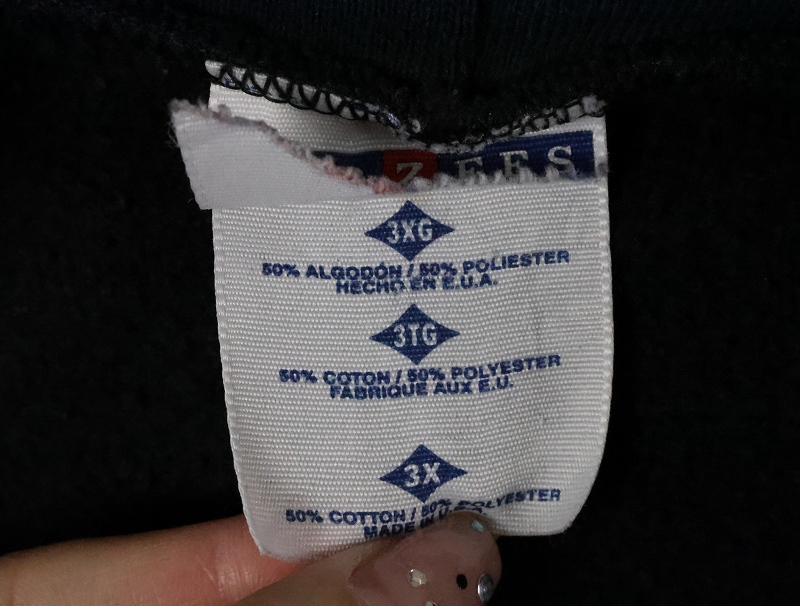 ZEES
3XG
50% ALGODÓN / 50% POLIESTER
HECHO EN E.U.A.
3TG
50% COTON / 50% POLYESTER
FABRIQUE AUX E.U.
3X
50% COTTON / 50% POLYESTER
MADE IN